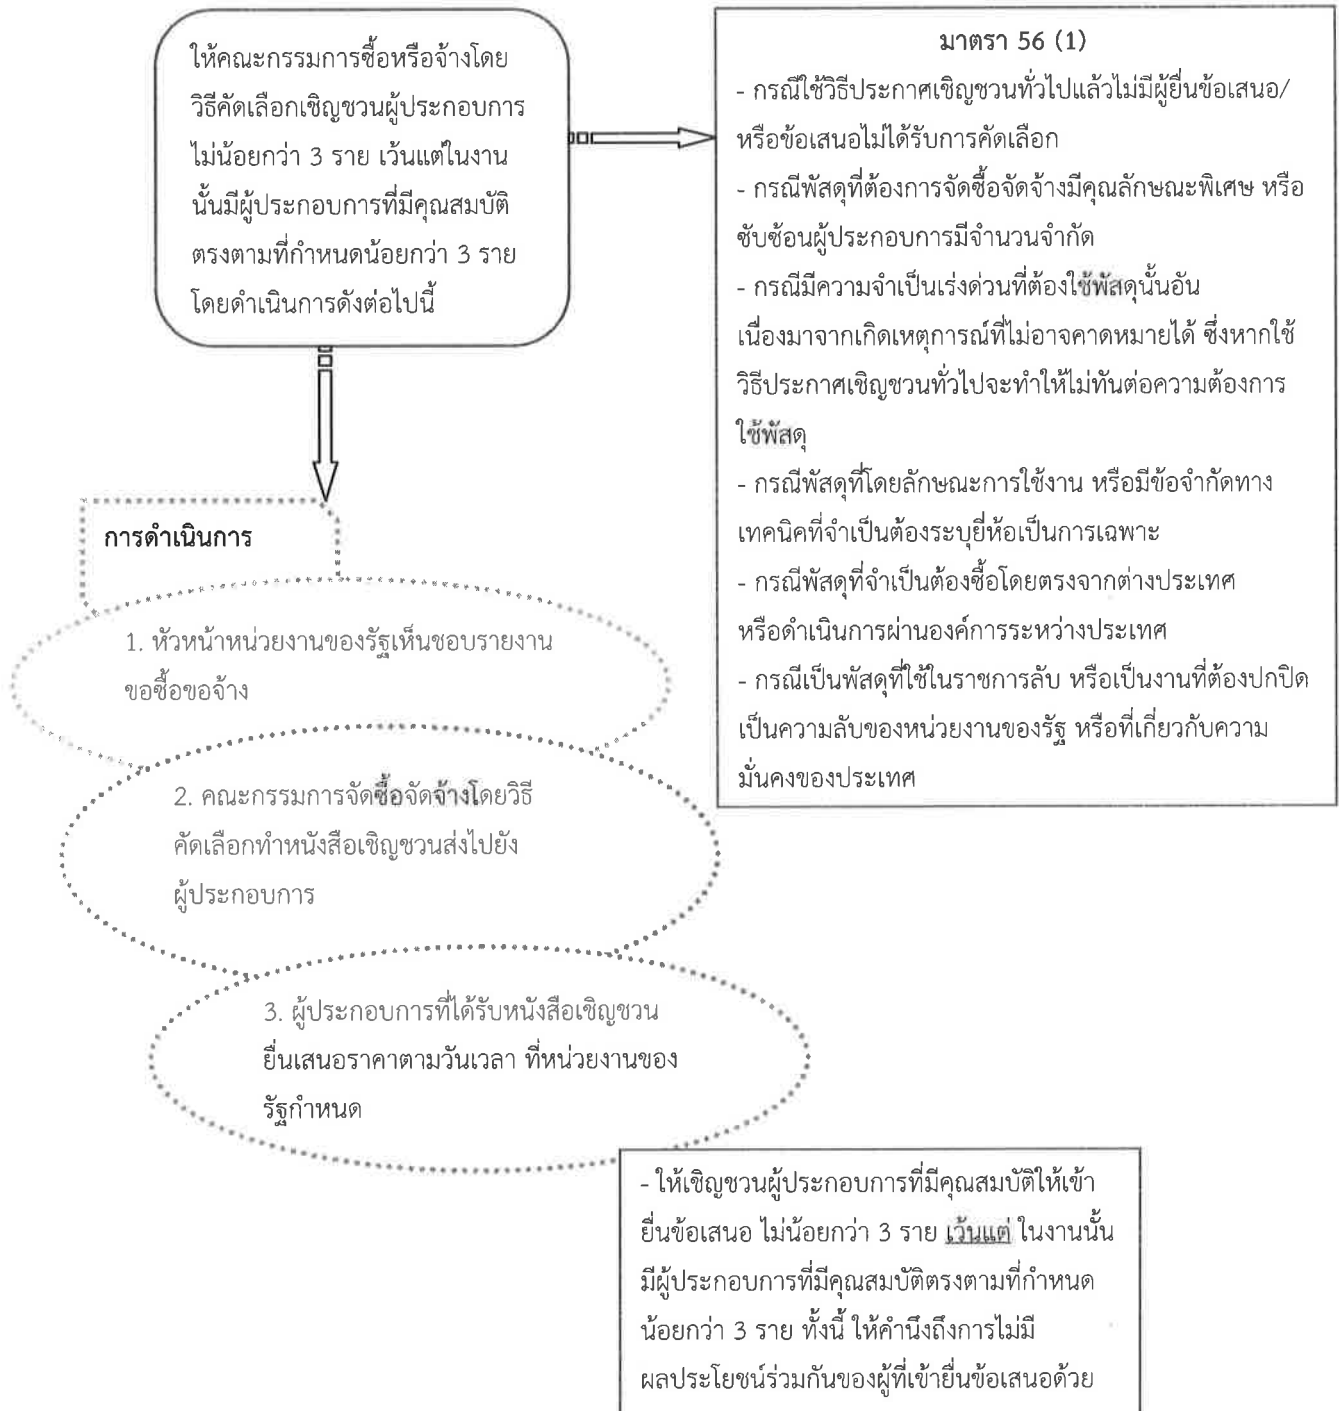 ให้คณะกรรมการซื้อหรือจ้างโดย
วิธีคัดเลือกเชิญชวนผู้ประกอบการ
ไม่น้อยกว่า 3 ราย เว้นแต่ในงาน
นั้นมีผู้ประกอบการที่มีคุณสมบัติ
ตรงตามที่กำหนดน้อยกว่า 3 ราย
โดยดำเนินการดังต่อไปนี้
มาตรา 56 (1)
- กรณีใช้วิธีประกาศเชิญชวนทั่วไปแล้วไม่มีผู้ยื่นข้อเสนอ/
หรือข้อเสนอไม่ได้รับการคัดเลือก
- กรณีพัสดุที่ต้องการจัดซื้อจัดจ้างมีคุณลักษณะพิเศษ หรือ
ซับซ้อนผู้ประกอบการมีจำนวนจำกัด
- กรณีมีความจำเป็นเร่งด่วนที่ต้องใช้พัสดุนั้นอัน
เนื่องมาจากเกิดเหตุการณ์ที่ไม่อาจคาดหมายได้ ซึ่งหากใช้
วิธีประกาศเชิญชวนทั่วไปจะทำให้ไม่ทันต่อความต้องการ
ใช้พัสดุ
- กรณีพัสดุที่โดยลักษณะการใช้งาน หรือมีข้อจำกัดทาง
เทคนิคที่จำเป็นต้องระบุยี่ห้อเป็นการเฉพาะ
- กรณีพัสดุที่จำเป็นต้องซื้อโดยตรงจากต่างประเทศ
หรือดำเนินการผ่านองค์การระหว่างประเทศ
- กรณีเป็นพัสดุที่ใช้ในราชการลับ หรือเป็นงานที่ต้องปกปิด
เป็นความลับของหน่วยงานของรัฐ หรือที่เกี่ยวกับความ
มั่นคงของประเทศ
การดำเนินการ
1. หัวหน้าหน่วยงานของรัฐเห็นชอบรายงาน
ขอซื้อขอจ้าง
2. คณะกรรมการจัดซื้อจัดจ้างโดยวิธี
คัดเลือกทำหนังสือเชิญชวนส่งไปยัง
ผู้ประกอบการ
3. ผู้ประกอบการที่ได้รับหนังสือเชิญชวน
ยื่นเสนอราคาตามวันเวลา ที่หน่วยงานของ
รัฐกำหนด
- ให้เชิญชวนผู้ประกอบการที่มีคุณสมบัติให้เข้า
ยื่นข้อเสนอ ไม่น้อยกว่า 3 ราย เว้นแต่ ในงานนั้น
มีผู้ประกอบการที่มีคุณสมบัติตรงตามที่กำหนด
น้อยกว่า 3 ราย ทั้งนี้ ให้คำนึงถึงการไม่มี
ผลประโยชน์ร่วมกันของผู้ที่เข้ายื่นข้อเสนอด้วย